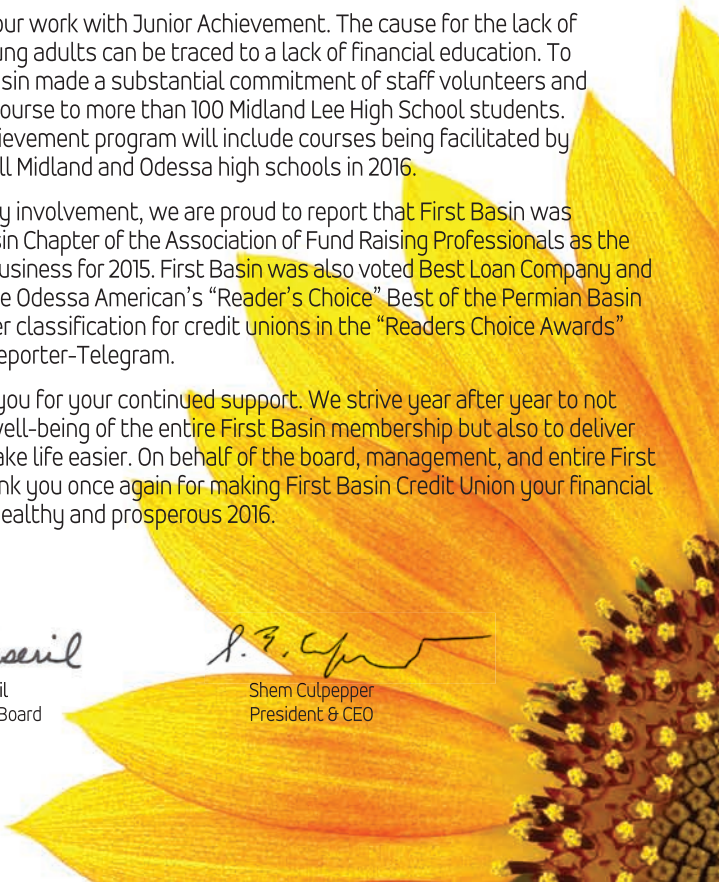 our work with Junior Achievement. The cause for the lack of
ung adults can be traced to a lack of financial education. To
sin made a substantial commitment of staff volunteers and
ourse to more than 100 Midland Lee High School students.
ievement program will include courses being facilitated by
ll Midland and Odessa high schools in 2016.
y involvement, we are proud to report that First Basin was
sin Chapter of the Association of Fund Raising Professionals as the
usiness for 2015. First Basin was also voted Best Loan Company and
e Odessa American's “Reader's Choice” Best of the Permian Basin
er classification for credit unions in the “Readers Choice Awards”
eporter-Telegram.
you for your continued support. We strive year after year to not
vell-being of the entire First Basin membership but also to deliver
ake life easier. On behalf of the board, management, and entire First
nk you once again for making First Basin Credit Union your financial
ealthy and prosperous 2016.
seril
il
Board
Shem Culpepper
President & CEO